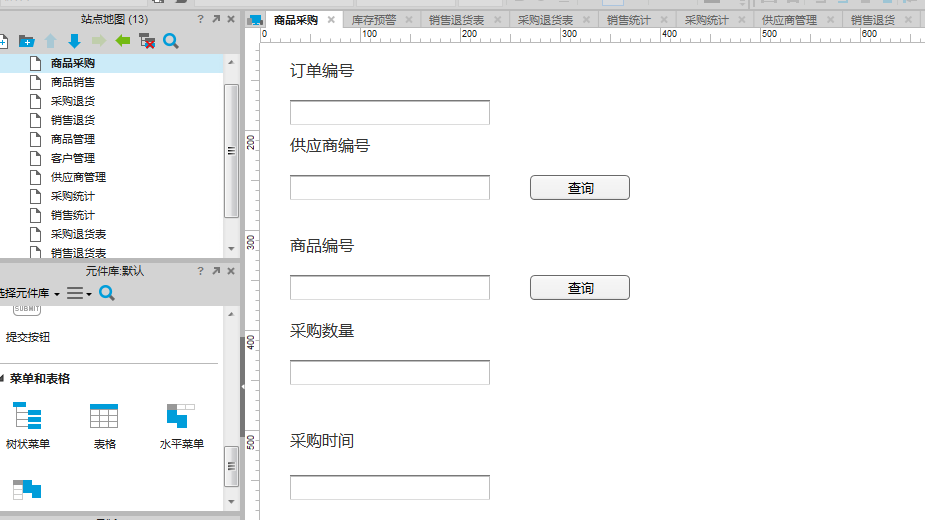 站点地图 (13)
商品采购 库存预警 销售退货表 采购退货表 销售统计 采购统计 供应商管理 销售退货
0 100 200 300 400 500 600
商品采购
商品销售
采购退货
销售退货
商品管理
客户管理
供应商管理
采购统计
销售统计
采购退货表
销售退货表
元件库:默认
选择元件库
SUBMIT
提交按钮
菜单和表格
树状菜单 表格 水平菜单
200
300
400
500
订单编号
供应商编号
查询
商品编号
查询
采购数量
采购时间